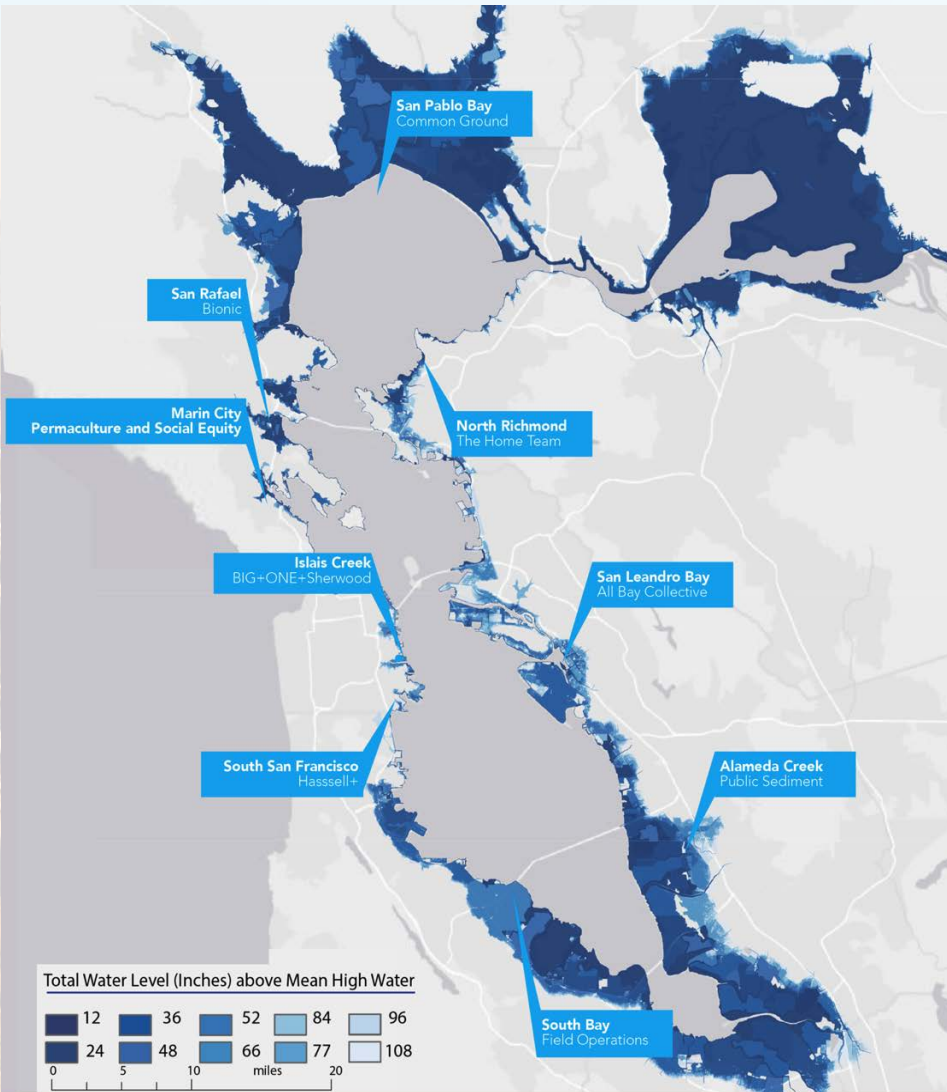 San Pablo Bay
Common Ground
San Rafael
Bionic
Marin City
Permaculture and Social Equity
North Richmond
The Home Team
Islais Creek
BIG+ONE+Sherwood
San Leandro Bay
All Bay Collective
South San Francisco
Hasssell+
Alameda Creek
Public Sediment
South Bay
Field Operations
Total Water Level (Inches) above Mean High Water
12 36 52 84 96
24 48 66 77 108
0 5 10 miles 20